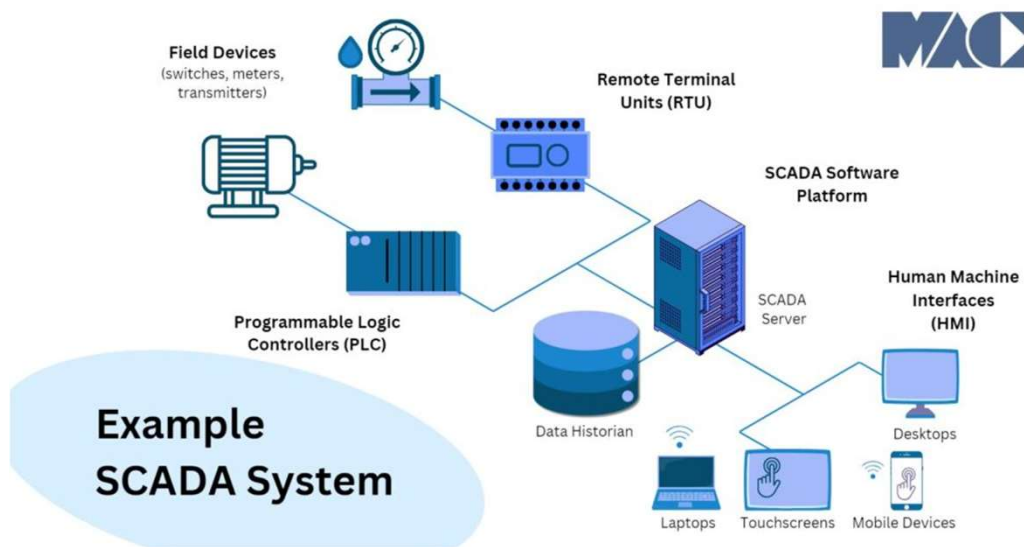 MAC
Field Devices
(switches, meters,
transmitters)
Remote Terminal
Units (RTU)
SCADA Software
Platform
Human Machine
Interfaces
(HMI)
SCADA
Server
Programmable Logic
Controllers (PLC)
Data Historian
Desktops
Laptops
Touchscreens
Mobile Devices
Example
SCADA System